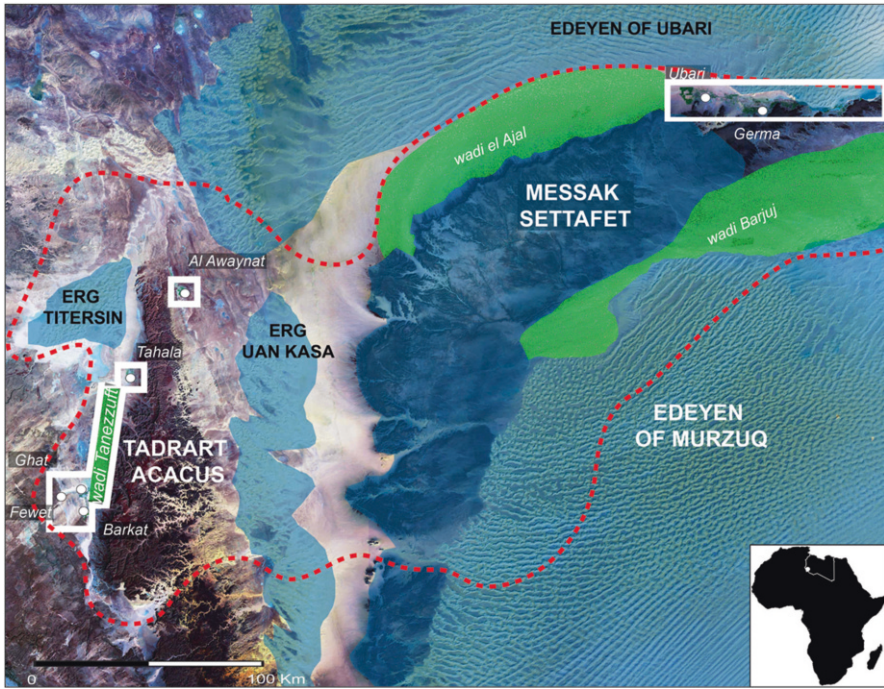 EDEYEN OF UBARI
Ubari
Germa
wadi el Ajal
MESSAK
SETTAFET
wadi Barjuj
Al Awaynat
ERG
TITERSIN
ERG
UAN KASA
Tahala
wadi Tanezzuft
TADRART
ACACUS
EDEYEN
OF MURZUQ
Ghat
Fewet
Barkat
0
100 Km